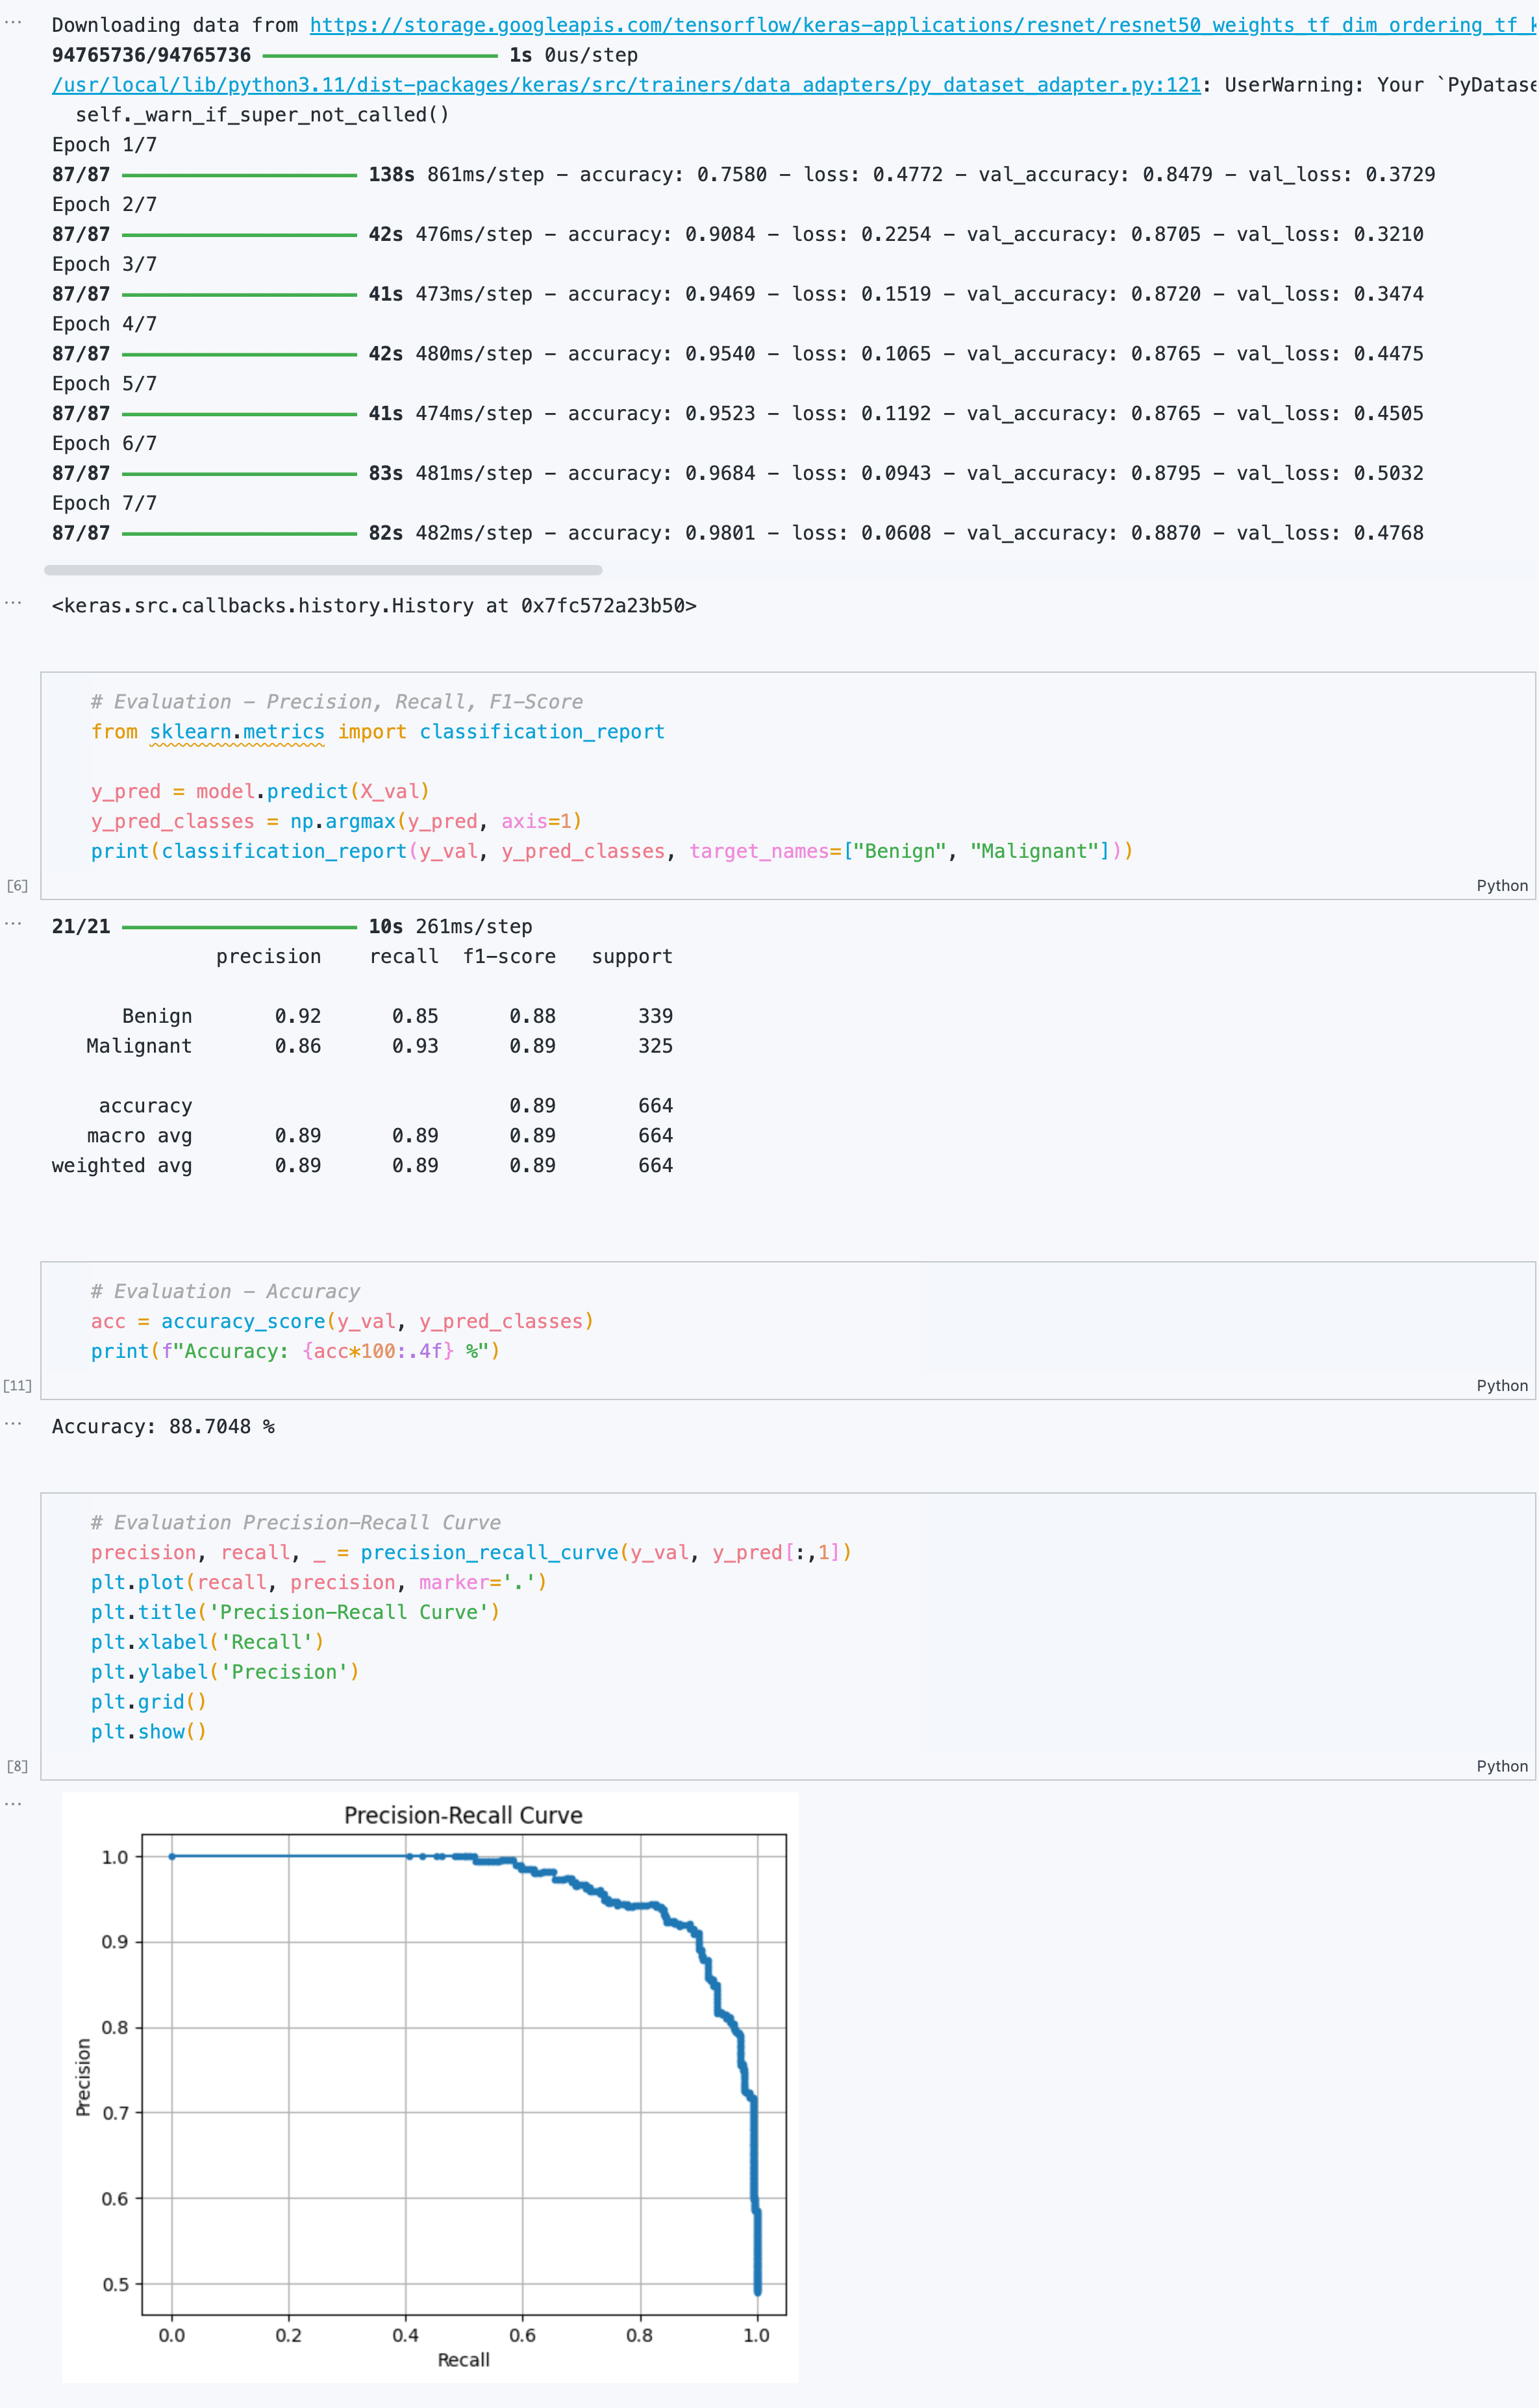 Downloading data from https://storage.googleapis.com/tensorflow/keras-applications/resnet/resnet50_weights_tf_dim_ordering_tf_k
94765736/94765736 ━━━━━━━━━━━━━━━━━━━━ 1s 0us/step
/usr/local/lib/python3.11/dist-packages/keras/src/trainers/data_adapters/py_dataset_adapter.py:121: UserWarning: Your `PyDatase
self._warn_if_super_not_called()
Epoch 1/7
87/87 ━━━━━━━━━━━━━━━━━━━━ 138s 861ms/step - accuracy: 0.7580 - loss: 0.4772 - val_accuracy: 0.8479 - val_loss: 0.3729
Epoch 2/7
87/87 ━━━━━━━━━━━━━━━━━━━━ 42s 476ms/step - accuracy: 0.9084 - loss: 0.2254 - val_accuracy: 0.8705 - val_loss: 0.3210
Epoch 3/7
87/87 ━━━━━━━━━━━━━━━━━━━━ 41s 473ms/step - accuracy: 0.9469 - loss: 0.1519 - val_accuracy: 0.8720 - val_loss: 0.3474
Epoch 4/7
87/87 ━━━━━━━━━━━━━━━━━━━━ 42s 480ms/step - accuracy: 0.9540 - loss: 0.1065 - val_accuracy: 0.8765 - val_loss: 0.4475
Epoch 5/7
87/87 ━━━━━━━━━━━━━━━━━━━━ 41s 474ms/step - accuracy: 0.9523 - loss: 0.1192 - val_accuracy: 0.8765 - val_loss: 0.4505
Epoch 6/7
87/87 ━━━━━━━━━━━━━━━━━━━━ 83s 481ms/step - accuracy: 0.9684 - loss: 0.0943 - val_accuracy: 0.8795 - val_loss: 0.5032
Epoch 7/7
87/87 ━━━━━━━━━━━━━━━━━━━━ 82s 482ms/step - accuracy: 0.9801 - loss: 0.0608 - val_accuracy: 0.8870 - val_loss: 0.4768
<keras.src.callbacks.history.History at 0x7fc572a23b50>
# Evaluation - Precision, Recall, F1-Score
from sklearn.metrics import classification_report
y_pred = model.predict(X_val)
y_pred_classes = np.argmax(y_pred, axis=1)
print(classification_report(y_val, y_pred_classes, target_names=["Benign", "Malignant"]))
[6] Python
21/21 ━━━━━━━━━━━━━━━━━━━━ 10s 261ms/step
precision recall f1-score support
Benign 0.92 0.85 0.88 339
Malignant 0.86 0.93 0.89 325
accuracy 0.89 664
macro avg 0.89 0.89 0.89 664
weighted avg 0.89 0.89 0.89 664
# Evaluation - Accuracy
acc = accuracy_score(y_val, y_pred_classes)
print(f"Accuracy: {acc*100:.4f} %")
[11] Python
Accuracy: 88.7048 %
# Evaluation Precision-Recall Curve
precision, recall, _ = precision_recall_curve(y_val, y_pred[:,1])
plt.plot(recall, precision, marker='.')
plt.title('Precision-Recall Curve')
plt.xlabel('Recall')
plt.ylabel('Precision')
plt.grid()
plt.show()
[8] Python
Precision-Recall Curve
1.0
0.9
0.8
0.7
0.6
0.5
Precision
0.0 0.2 0.4 0.6 0.8 1.0
Recall